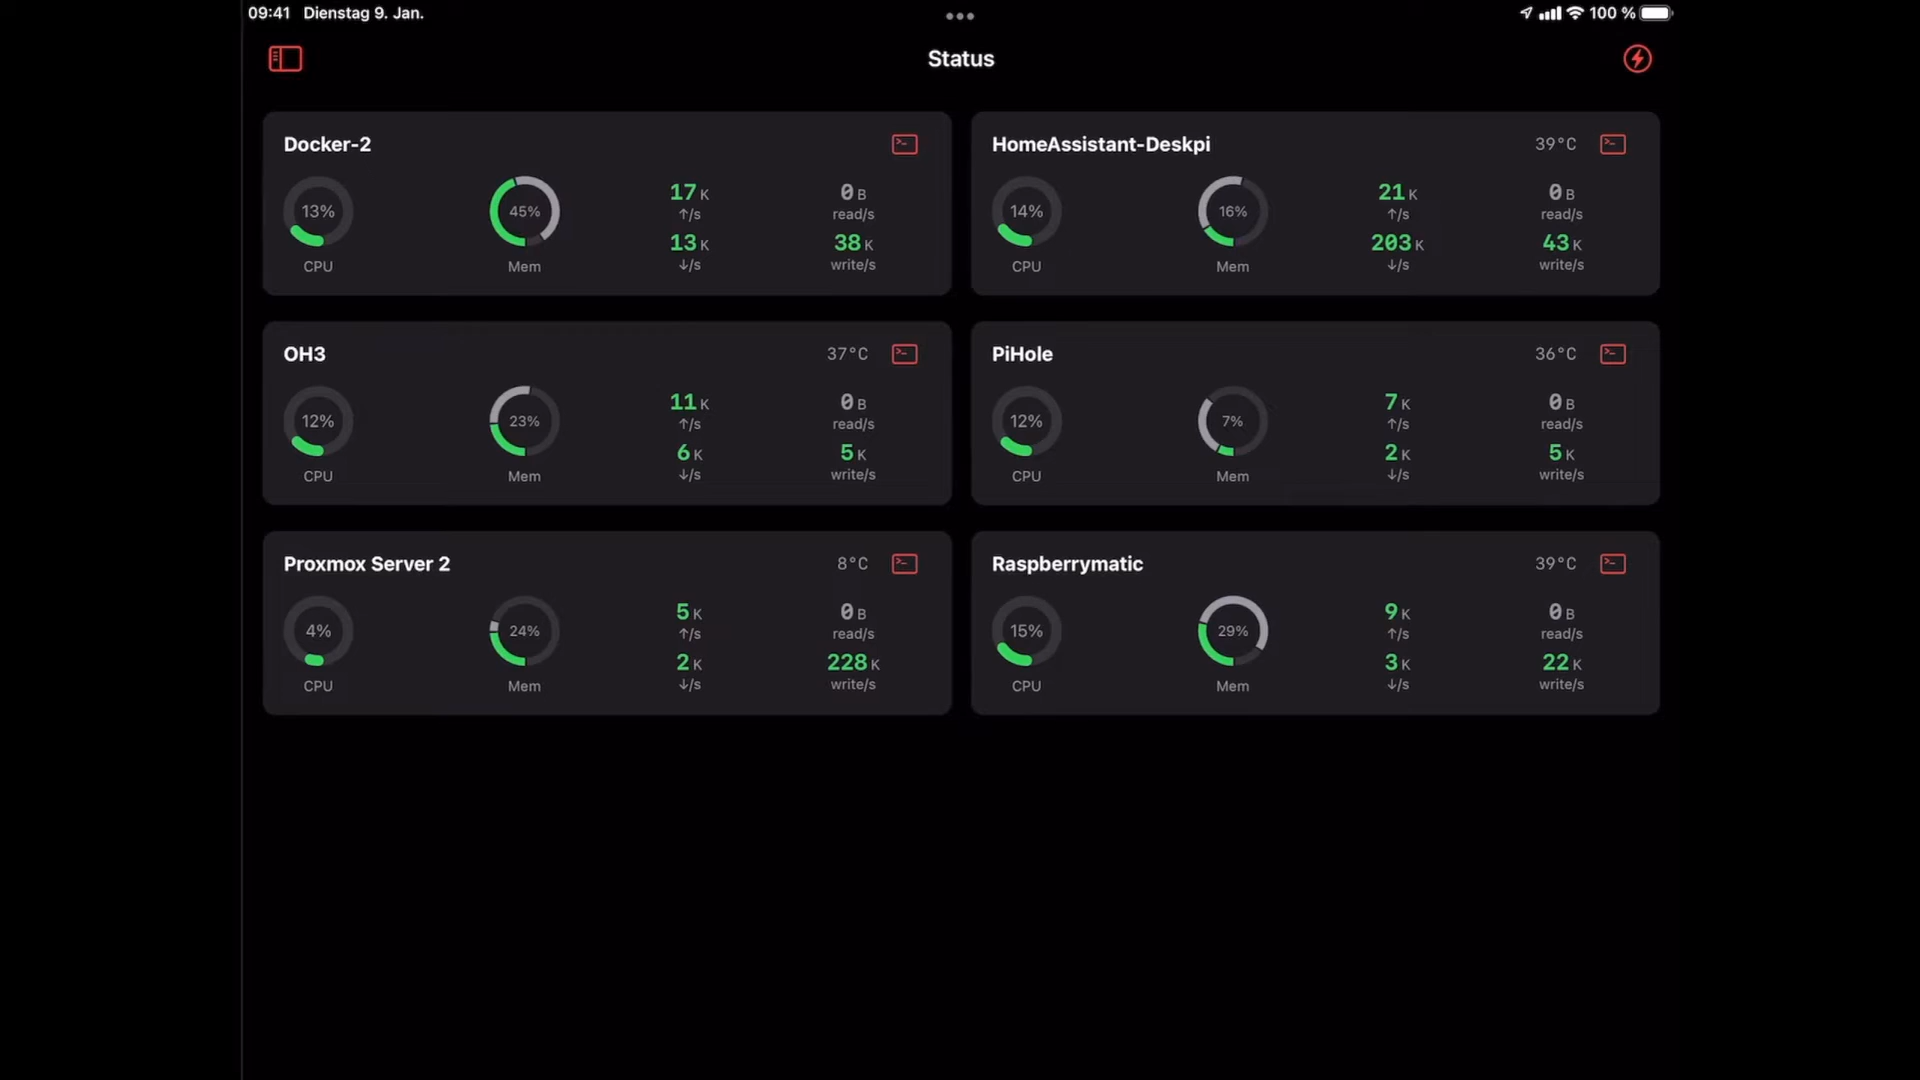 09:41 Dienstag 9. Jan.
100 %
Status
Docker-2
13%
CPU
45%
Mem
17 K
↑/s
13 K
↓/s
0 B
read/s
38 K
write/s
HomeAssistant-Deskpi
39°C
14%
CPU
16%
Mem
21 K
↑/s
203 K
↓/s
0 B
read/s
43 K
write/s
OH3
37°C
12%
CPU
23%
Mem
11 K
↑/s
6 K
↓/s
0 B
read/s
5 K
write/s
PiHole
36°C
12%
CPU
7%
Mem
7 K
↑/s
2 K
↓/s
0 B
read/s
5 K
write/s
Proxmox Server 2
8°C
4%
CPU
24%
Mem
5 K
↑/s
2 K
↓/s
0 B
read/s
228 K
write/s
Raspberrymatic
39°C
15%
CPU
29%
Mem
9 K
↑/s
3 K
↓/s
0 B
read/s
22 K
write/s